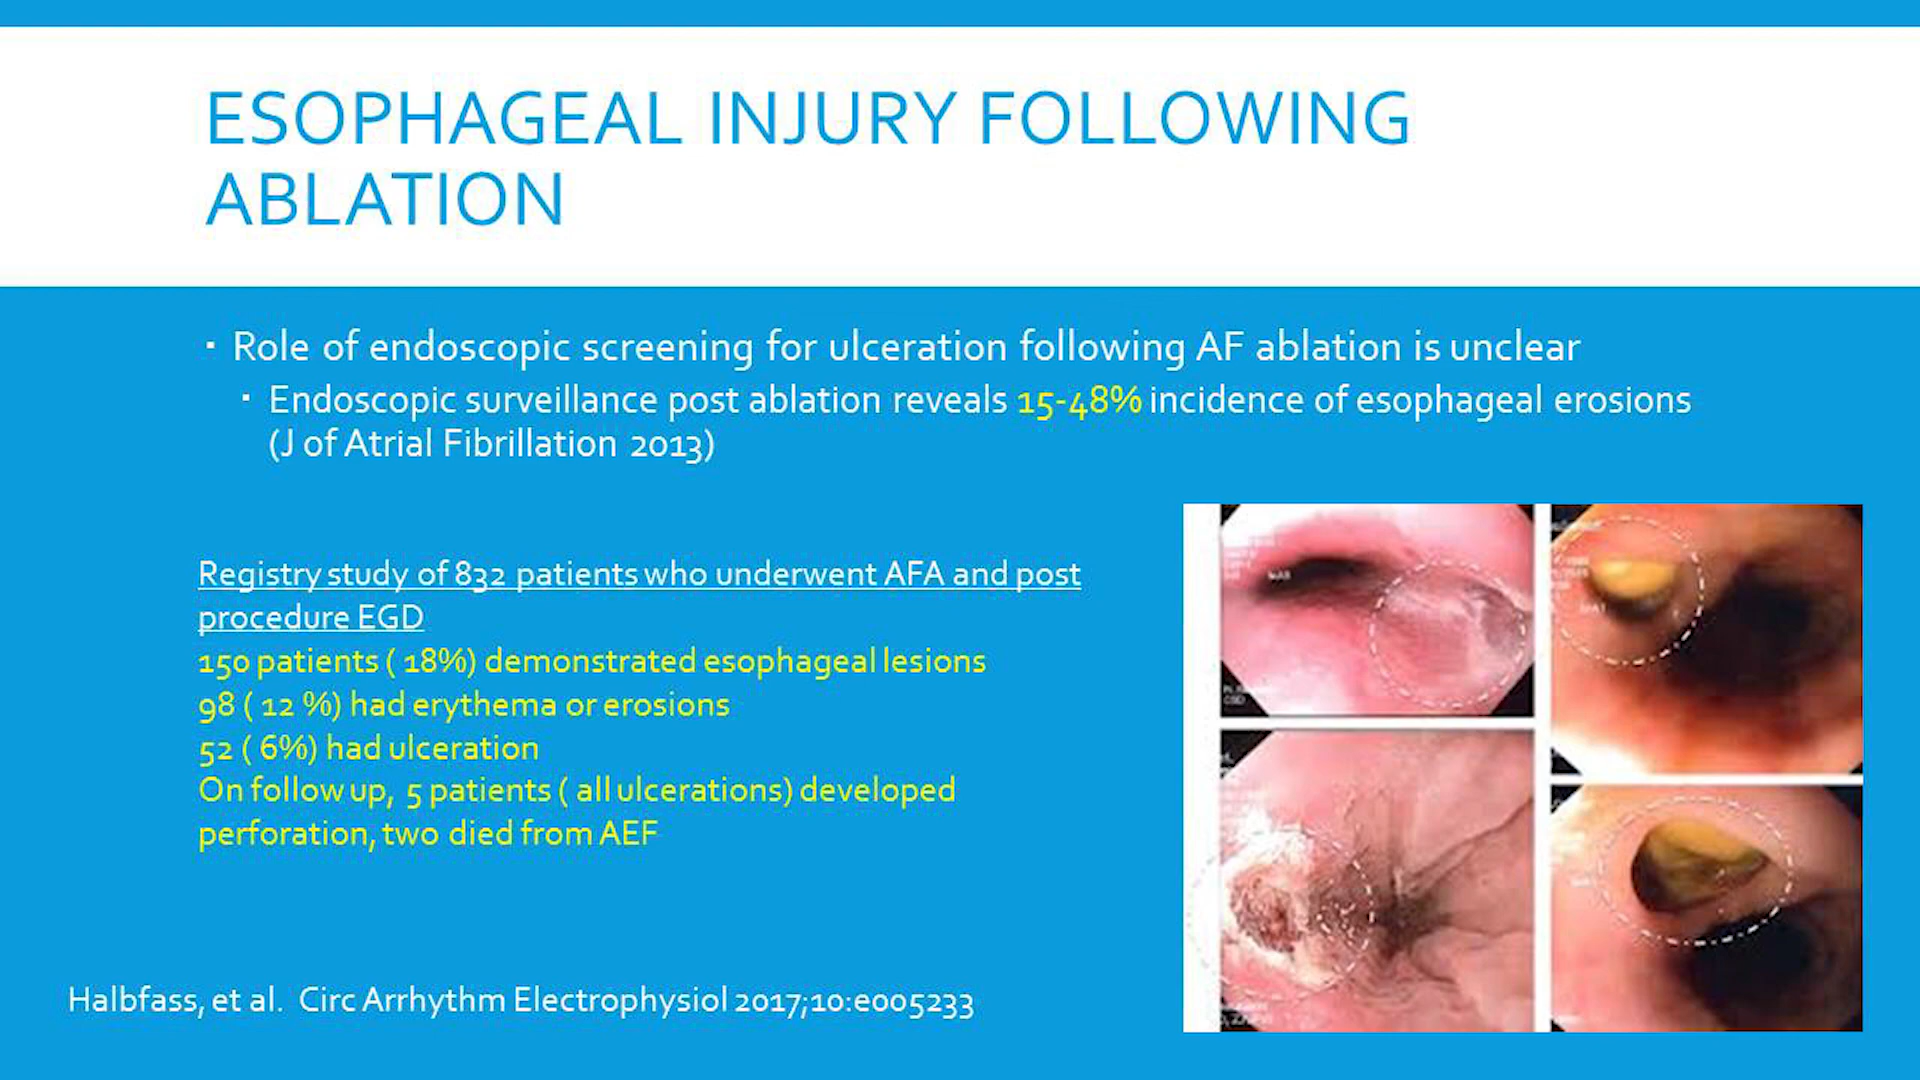 ESOPHAGEAL INJURY FOLLOWING
ABLATION
▪ Role of endoscopic screening for ulceration following AF ablation is unclear
▪ Endoscopic surveillance post ablation reveals 15-48% incidence of esophageal erosions
(J of Atrial Fibrillation 2013)
Registry study of 832 patients who underwent AFA and post
procedure EGD
150 patients ( 18%) demonstrated esophageal lesions
98 ( 12 %) had erythema or erosions
52 ( 6%) had ulceration
On follow up, 5 patients ( all ulcerations) developed
perforation, two died from AEF
Halbfass, et al. Circ Arrhythm Electrophysiol 2017;10:e005233